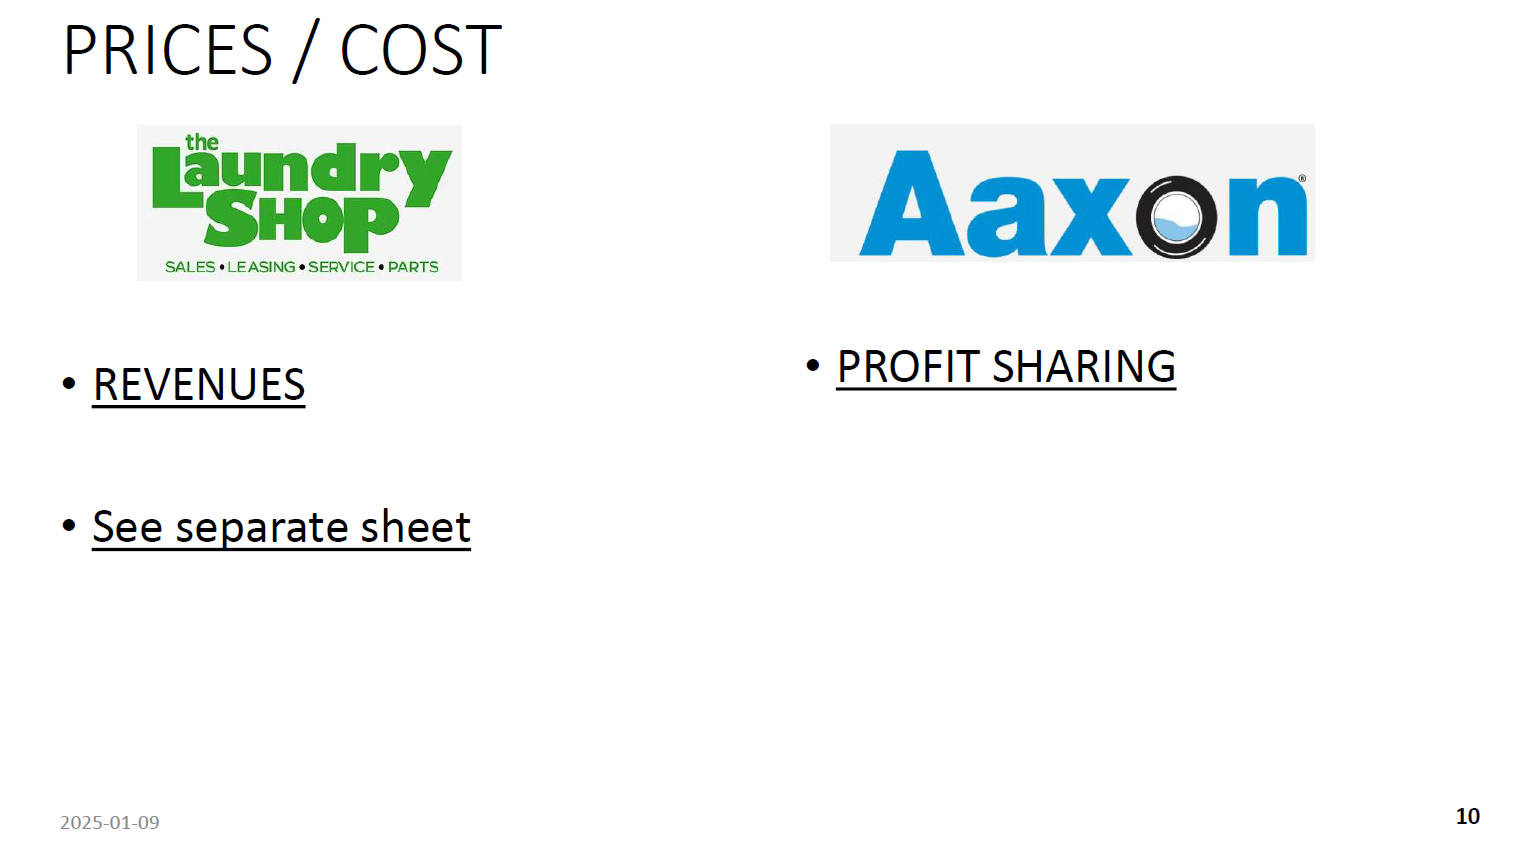 PRICES / COST
the
Laundry
SHOP
SALES • LEASING • SERVICE • PARTS
• REVENUES
• See separate sheet
Aaxon®
• PROFIT SHARING
2025-01-09
10